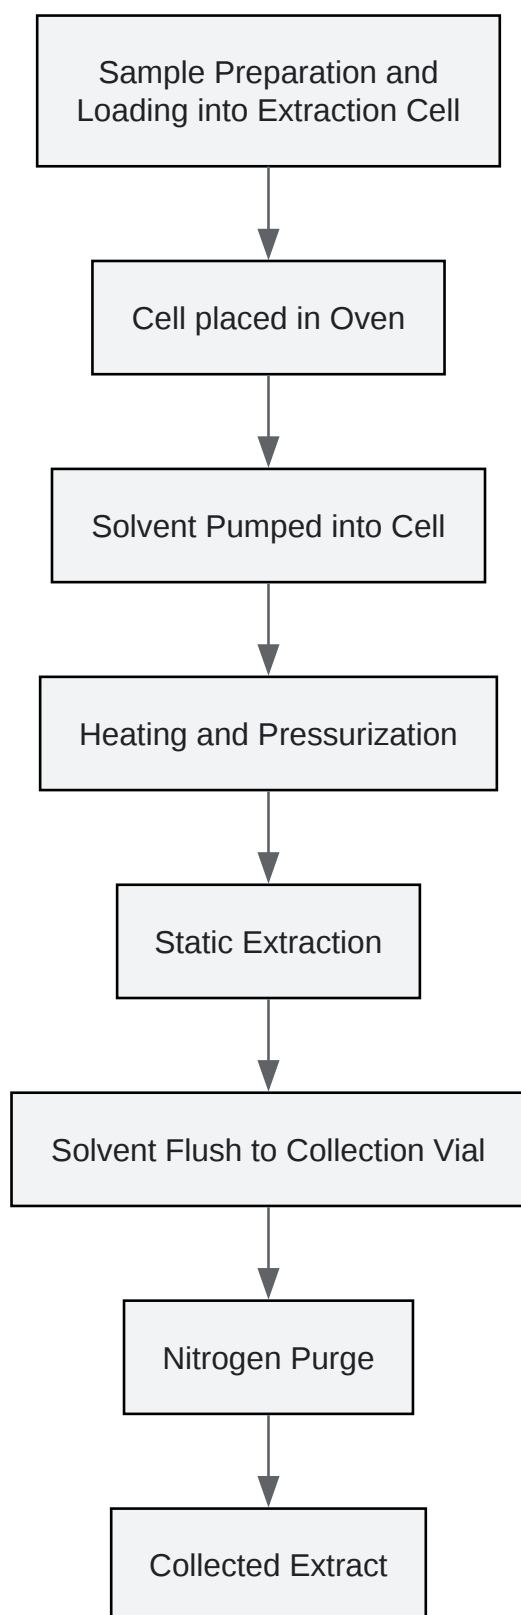 Sample Preparation and
Loading into Extraction Cell
Cell placed in Oven
Solvent Pumped into Cell
Heating and Pressurization
Static Extraction
Solvent Flush to Collection Vial
Nitrogen Purge
Collected Extract